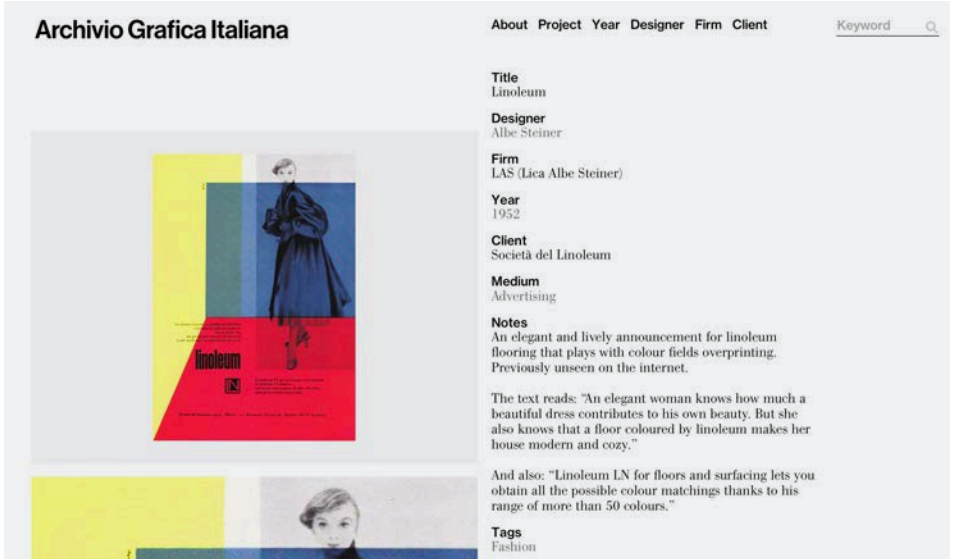 Archivio Grafica Italiana
About Project Year Designer Firm Client
Keyword
Title
Linoleum
Designer
Albe Steiner
Firm
LAS (Lica Albe Steiner)
Year
1952
Client
Società del Linoleum
Medium
Advertising
Notes
An elegant and lively announcement for linoleum
flooring that plays with colour fields overprinting.
Previously unseen on the internet.
The text reads: “An elegant woman knows how much a
beautiful dress contributes to his own beauty. But she
also knows that a floor coloured by linoleum makes her
house modern and cozy.”
And also: “Linoleum LN for floors and surfacing lets you
obtain all the possible colour matchings thanks to his
range of more than 50 colours.”
Tags
Fashion
linoleum